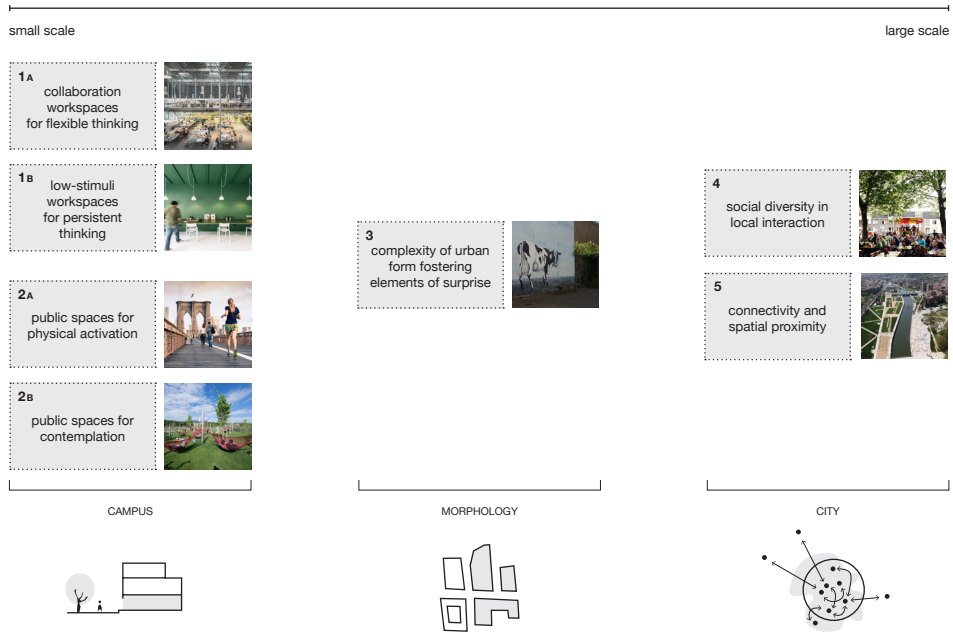 small scale
large scale
1A
collaboration
workspaces
for flexible thinking
1B
low-stimuli
workspaces
for persistent
thinking
2A
public spaces for
physical activation
2B
public spaces for
contemplation
3
complexity of urban
form fostering
elements of surprise
4
social diversity in
local interaction
5
connectivity and
spatial proximity
CAMPUS
MORPHOLOGY
CITY